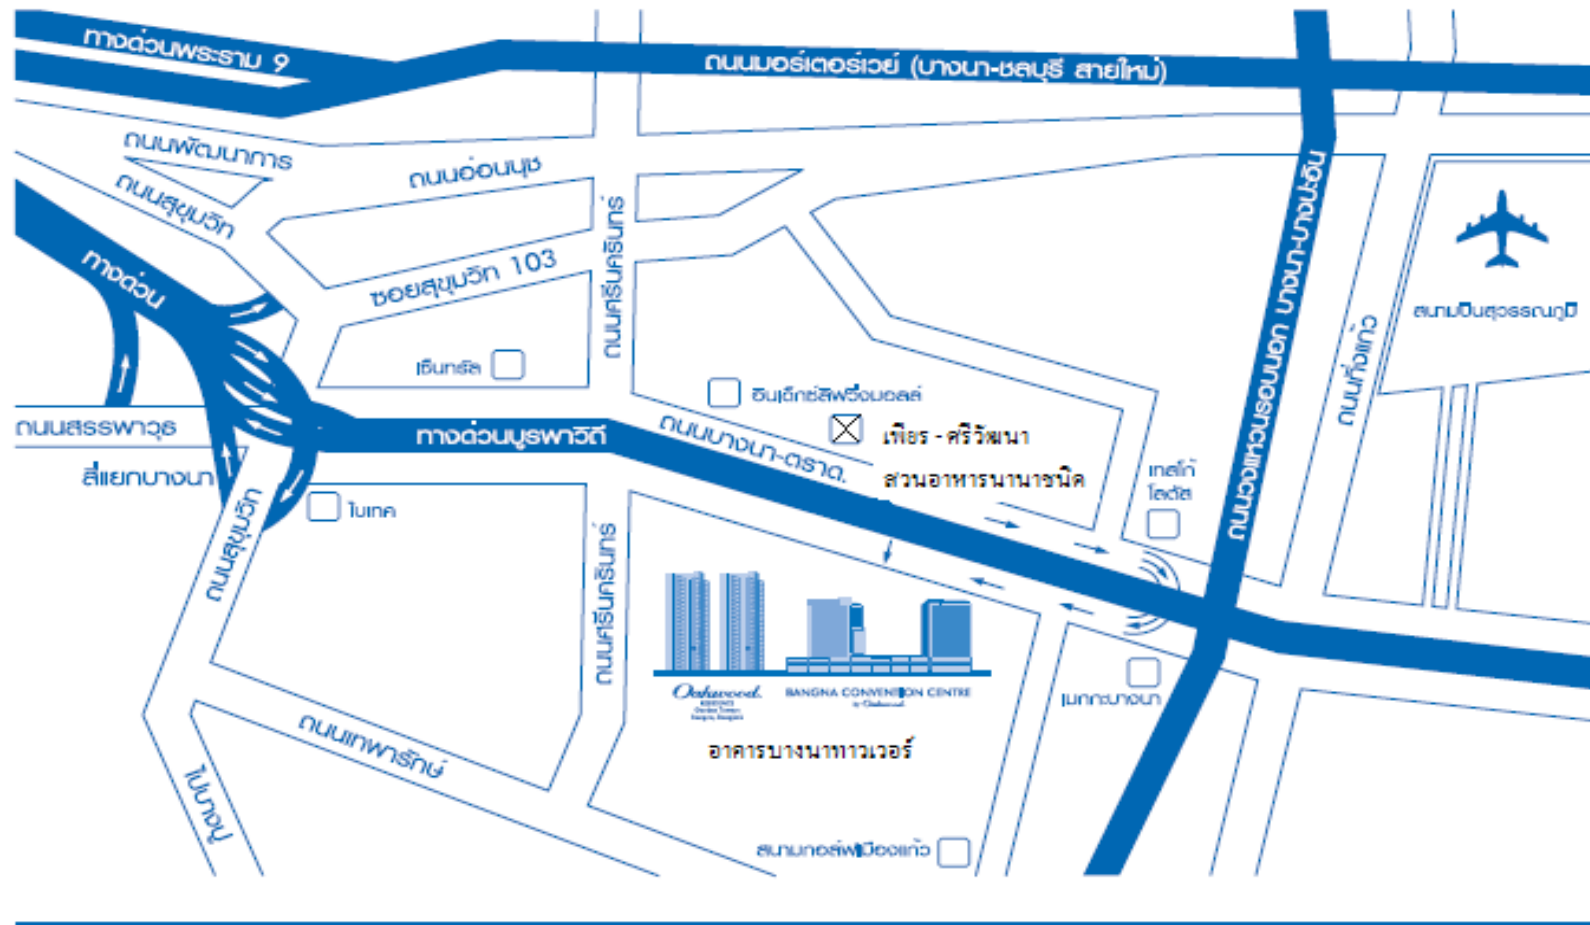 ทางด่วนพระราม 9
ถนนมอร์เตอร์เวย์ (บางนา-ชลบุรี สายใหม่)
ถนนพัฒนาการ
ถนนอ่อนนุช
ถนนสุขุมวิท
ทางด่วน
ซอยสุขุมวิท 103
ถนนศรีนครินทร์
ถนนวงแหวนรอบนอก บางนา-บางปะอิน
สนามบินสุวรรณภูมิ
ถนนกิ่งแก้ว
เซ็นทรัล
อินเด็กซ์ลิฟวิ่งมอลล์
ถนนสรรพาวุธ
ทางด่วนบูรพาวิถี
ถนนบางนา-ตราด.
เพียร - ศรีวัฒนา
สวนอาหารนานาชนิด
สี่แยกบางนา
เทสโก้
โลตัส
ไบเทค
ถนนสุขุมวิท
ถนนศรีนครินทร์
Oakwood.
RESIDENCE
BANGNA CONVENTION CENTRE
by Oakwood
เมกกะบางนา
อาคารบางนาทาวเวอร์
ถนนเทพารักษ์
ไปบางปู
สนามกอล์ฟเมืองแก้ว